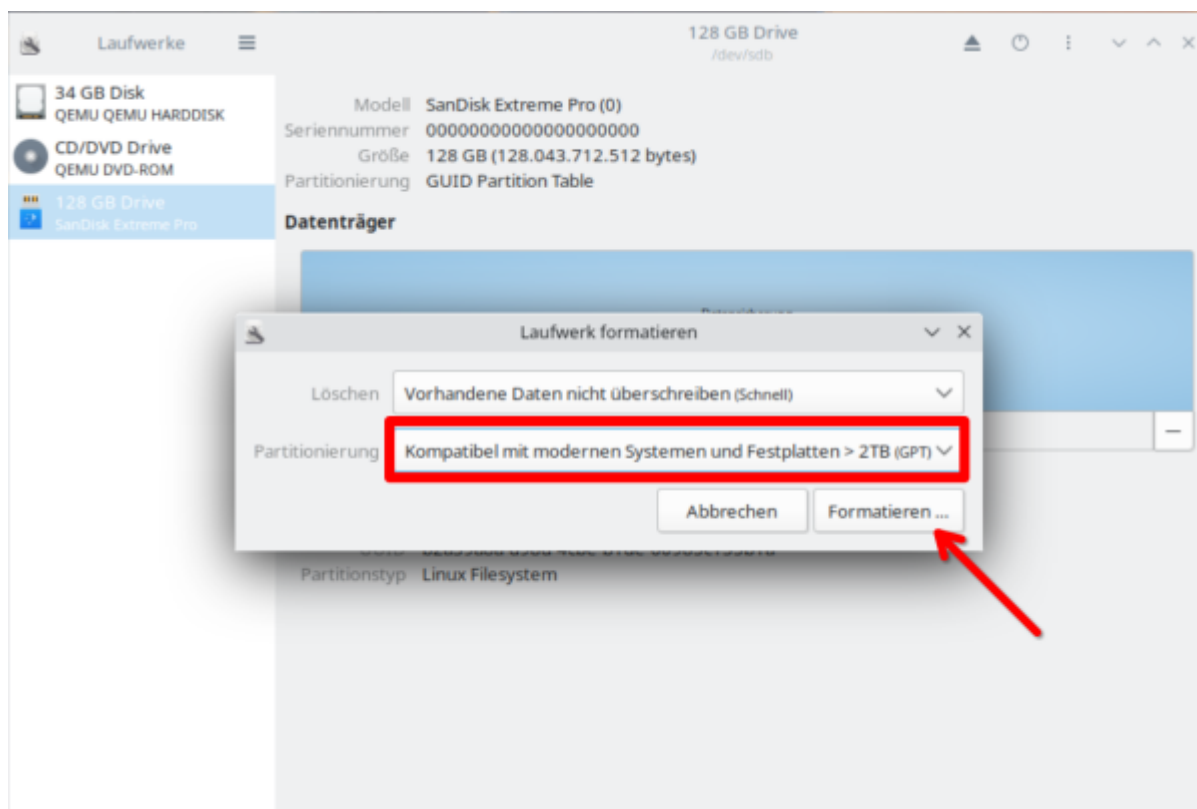 Laufwerke
128 GB Drive
/dev/sdb
34 GB Disk
QEMU QEMU HARDDISK
CD/DVD Drive
QEMU DVD-ROM
128 GB Drive
SanDisk Extreme Pro
Modell SanDisk Extreme Pro (0)
Seriennummer 00000000000000000000
Größe 128 GB (128.043.712.512 bytes)
Partitionierung GUID Partition Table
Datenträger
Laufwerk formatieren
Löschen Vorhandene Daten nicht überschreiben (Schnell)
Partitionierung Kompatibel mit modernen Systemen und Festplatten > 2TB (GPT)
Abbrechen Formatieren ...
Partitionstyp Linux Filesystem